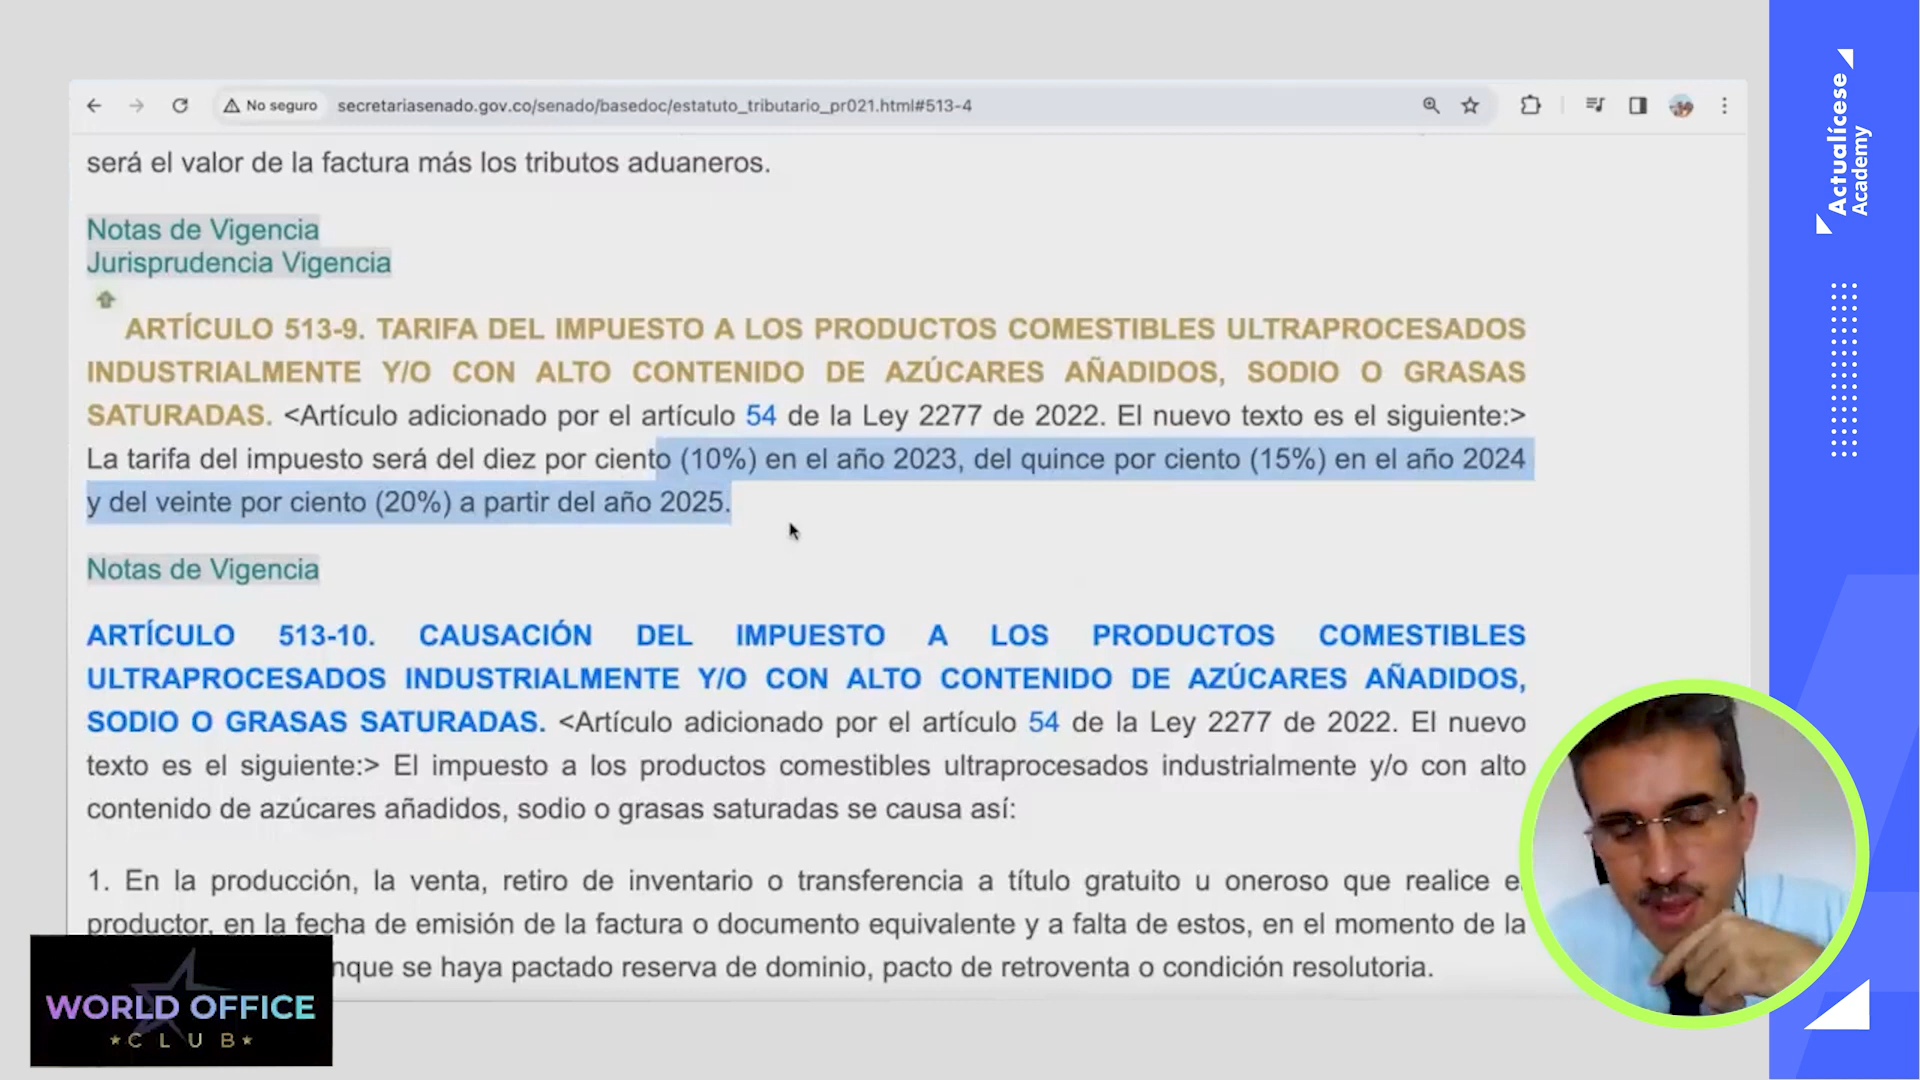 No seguro
secretariasenado.gov.co/senado/basedoc/estatuto_tributario_pr021.html#513-4
será el valor de la factura más los tributos aduaneros.
Notas de Vigencia
Jurisprudencia Vigencia
ARTÍCULO 513-9. TARIFA DEL IMPUESTO A LOS PRODUCTOS COMESTIBLES ULTRAPROCESADOS
INDUSTRIALMENTE Y/O CON ALTO CONTENIDO DE AZÚCARES AÑADIDOS, SODIO O GRASAS
SATURADAS. <Artículo adicionado por el artículo 54 de la Ley 2277 de 2022. El nuevo texto es el siguiente:>
La tarifa del impuesto será del diez por ciento (10%) en el año 2023, del quince por ciento (15%) en el año 2024
y del veinte por ciento (20%) a partir del año 2025.
Notas de Vigencia
ARTÍCULO 513-10. CAUSACIÓN DEL IMPUESTO A LOS PRODUCTOS COMESTIBLES
ULTRAPROCESADOS INDUSTRIALMENTE Y/O CON ALTO CONTENIDO DE AZÚCARES AÑADIDOS,
SODIO O GRASAS SATURADAS. <Artículo adicionado por el artículo 54 de la Ley 2277 de 2022. El nuevo
texto es el siguiente:> El impuesto a los productos comestibles ultraprocesados industrialmente y/o con alto
contenido de azúcares añadidos, sodio o grasas saturadas se causa así:
1. En la producción, la venta, retiro de inventario o transferencia a título gratuito u oneroso que realice e
productor, en la fecha de emisión de la factura o documento equivalente y a falta de estos, en el momento de la
nque se haya pactado reserva de dominio, pacto de retroventa o condición resolutoria.
WORLD OFFICE
CLUB
Actualícese
Academy